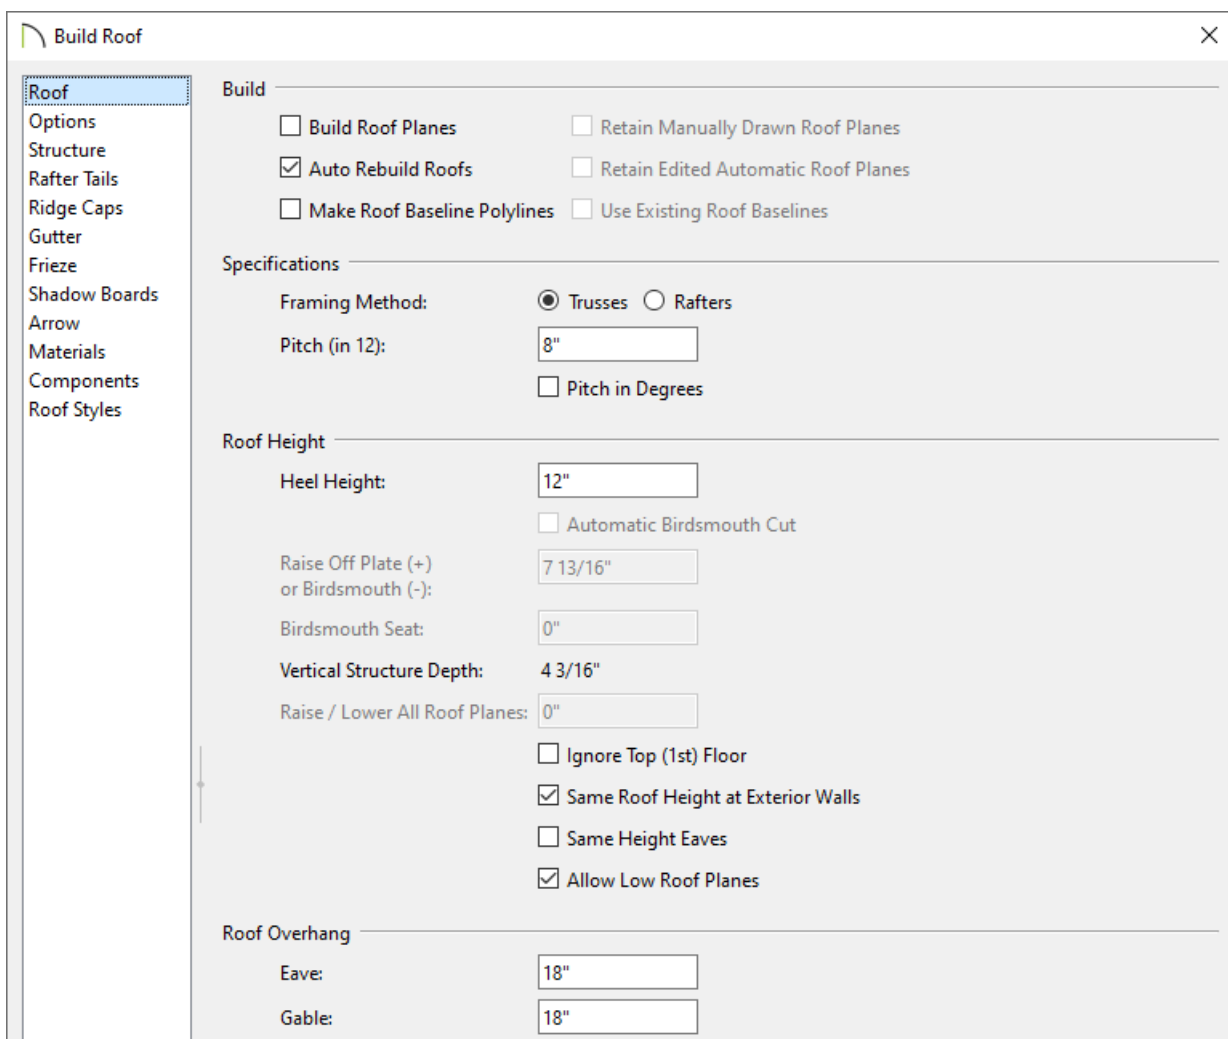 Build Roof
Roof
Options
Structure
Rafter Tails
Ridge Caps
Gutter
Frieze
Shadow Boards
Arrow
Materials
Components
Roof Styles
Build
Build Roof Planes
Retain Manually Drawn Roof Planes
Auto Rebuild Roofs
Retain Edited Automatic Roof Planes
Make Roof Baseline Polylines
Use Existing Roof Baselines
Specifications
Framing Method: Trusses Rafters
Pitch (in 12): 8"
Pitch in Degrees
Roof Height
Heel Height: 12"
Automatic Birdsmouth Cut
Raise Off Plate (+)
or Birdsmouth (-): 7 13/16"
Birdsmouth Seat: 0"
Vertical Structure Depth: 4 3/16"
Raise / Lower All Roof Planes: 0"
Ignore Top (1st) Floor
Same Roof Height at Exterior Walls
Same Height Eaves
Allow Low Roof Planes
Roof Overhang
Eave: 18"
Gable: 18"